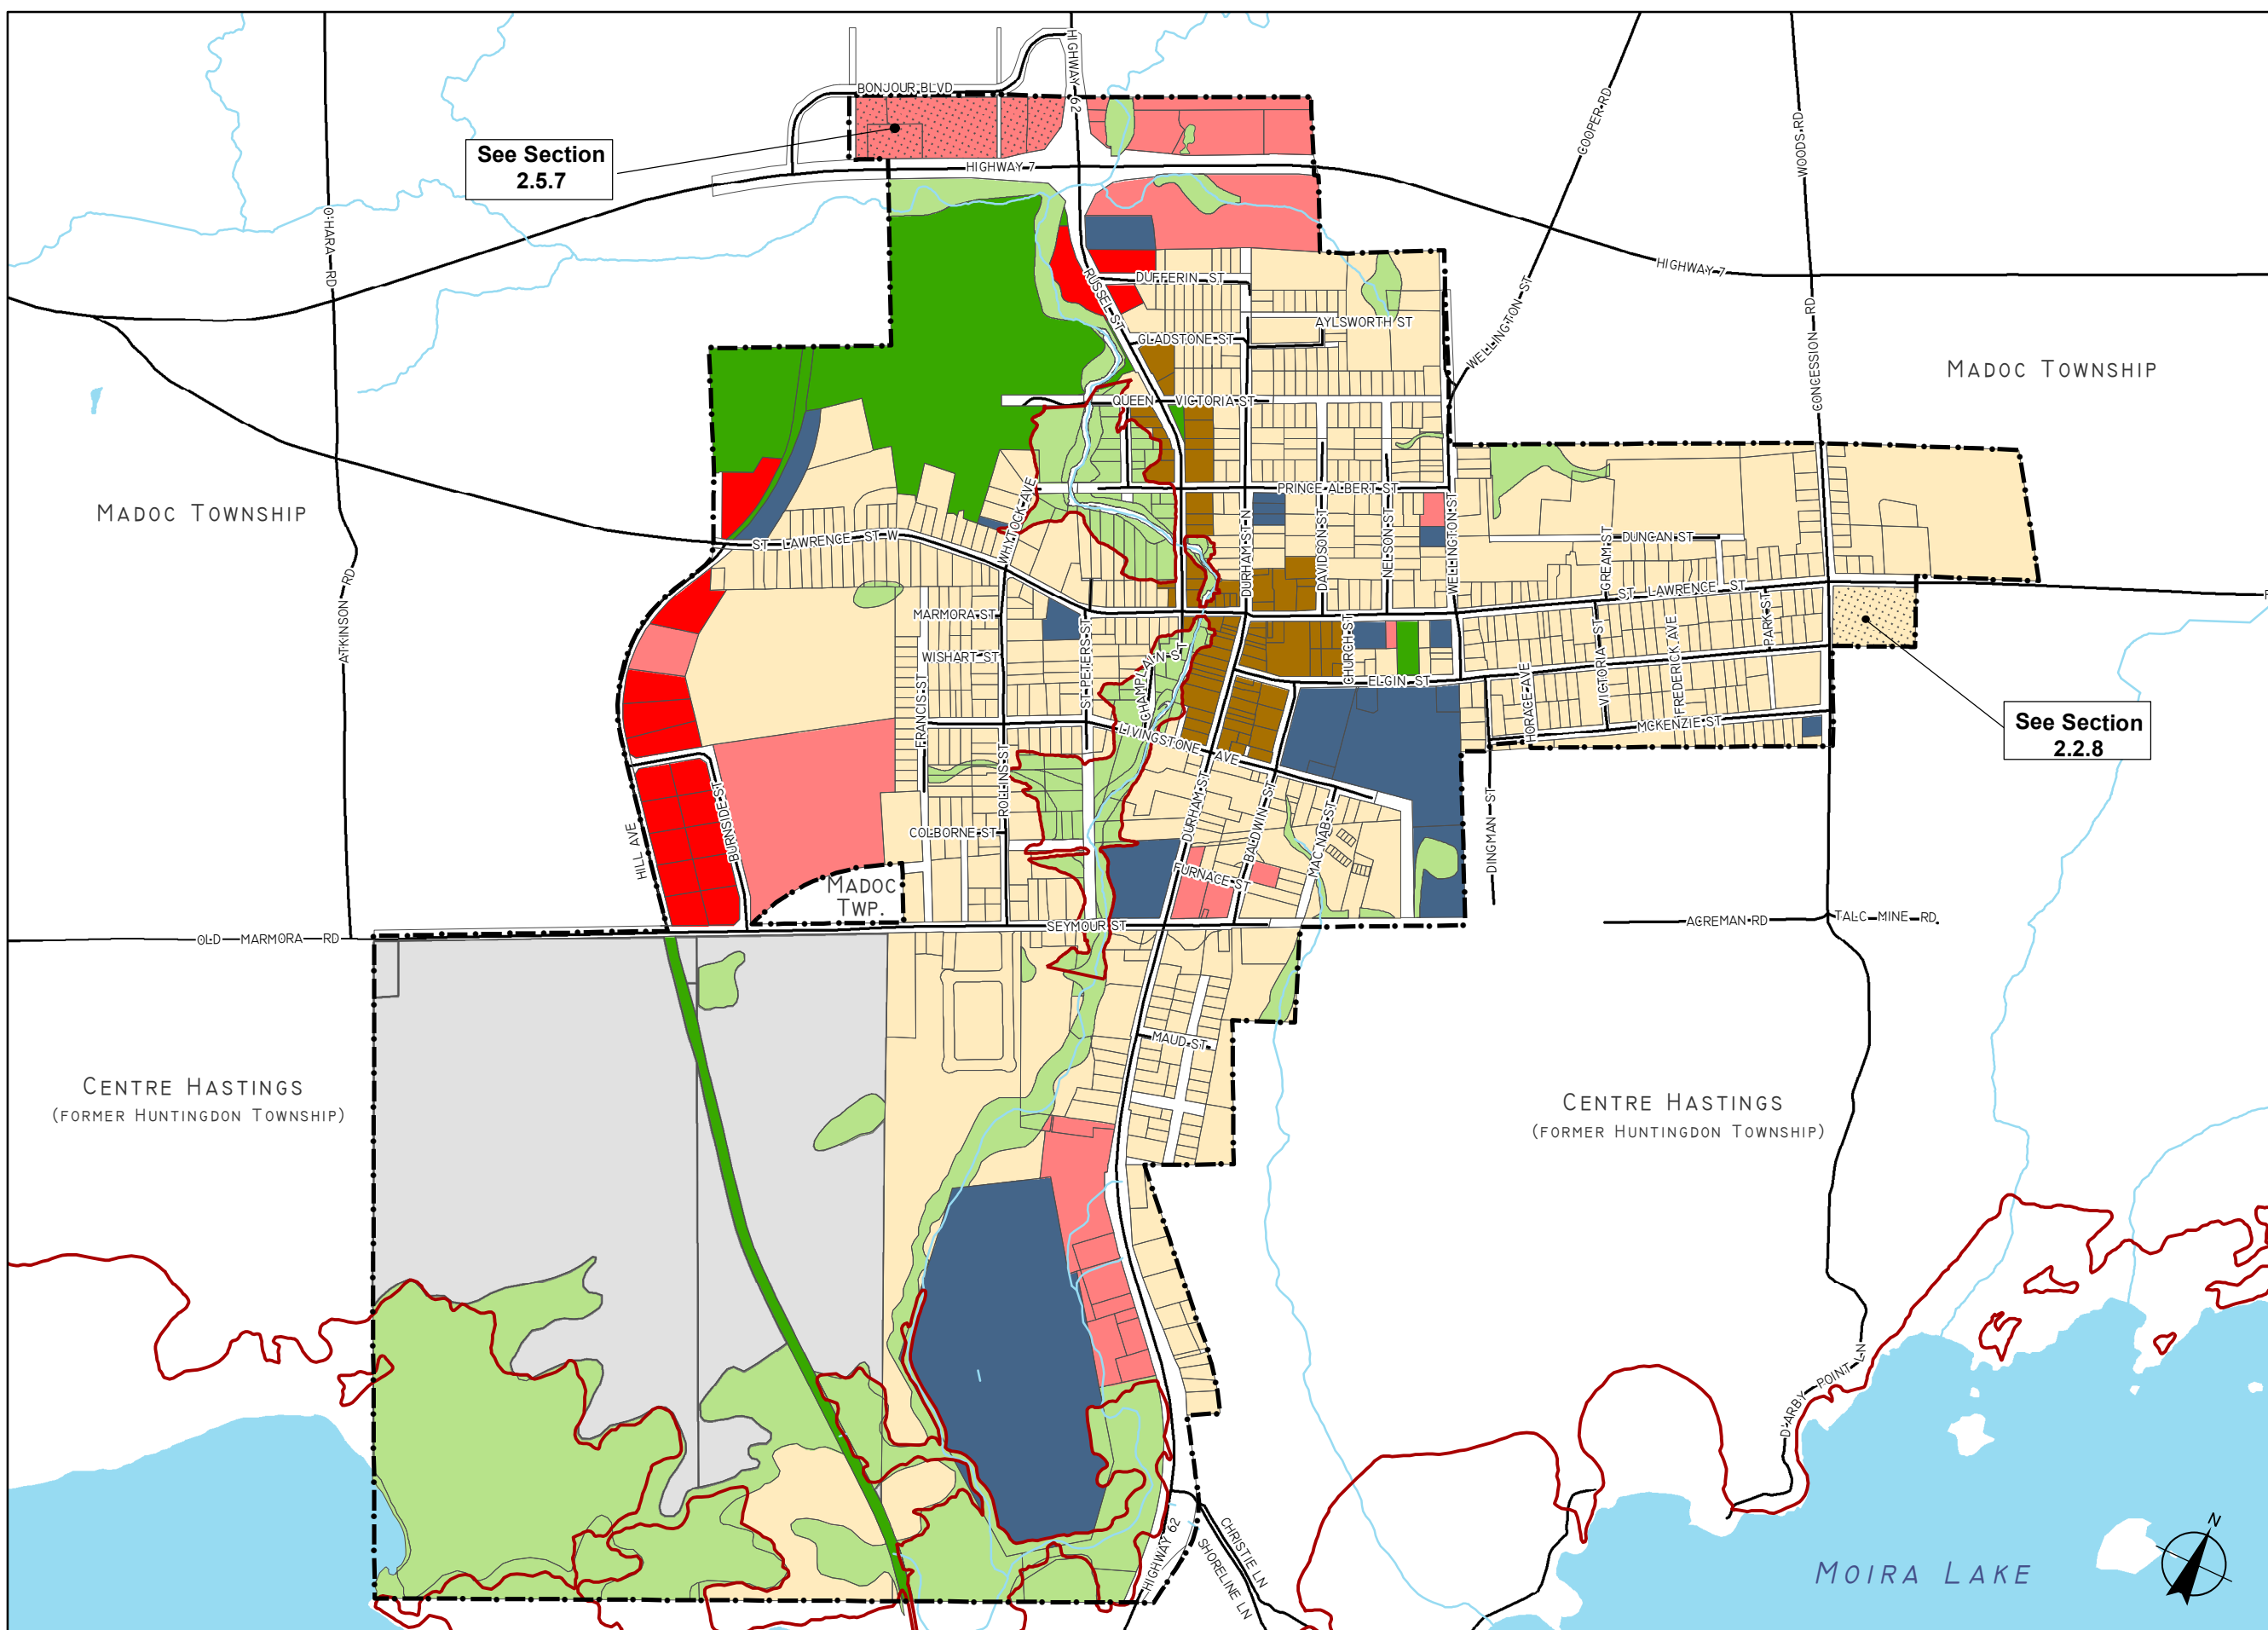 HIGHWAY 62
BONJOUR BLVD
COOPER RD
WOODS RD
See Section
2.5.7
HIGHWAY 7
O'HARA RD
HIGHWAY 7
DUFFERIN ST
RUSSEL ST
WELLINGTON ST
AYLSWORTH ST
GLADSTONE ST
CONCESSION RD
MADOC TOWNSHIP
QUEEN VICTORIA ST
PRINCE ALBERT ST
MADOC TOWNSHIP
WHYTOCK AVE
ST LAWRENCE ST W
DURHAM ST N
DAVIDSON ST
NELSON ST
WELLINGTON ST
GREAM ST
DUNCAN ST
ST LAWRENCE ST
ATKINSON RD
MARMORA ST
ST PETERS ST
CHURCH ST
VICTORIA ST
FREDERICK AVE
PARK ST
WISHART ST
CHAMPLAIN ST
ELGIN ST
HORACE AVE
FRANCIS ST
MCKENZIE ST
See Section
2.2.8
LIVINGSTONE AVE
ROLLINS ST
BURNSIDE ST
DURHAM ST
BALDWIN ST
MAC NAB ST
DINGMAN ST
HILL AVE
COLBORNE ST
FURNACE ST
MADOC
TWP.
SEYMOUR ST
AGREMAN RD
TALC MINE RD
OLD MARMORA RD
MAUD ST
CENTRE HASTINGS
(FORMER HUNTINGDON TOWNSHIP)
CENTRE HASTINGS
(FORMER HUNTINGDON TOWNSHIP)
D'ARBY POINT LN
HIGHWAY 62
CHRISTIE LN
SHORELINE LN
MOIRA LAKE
N